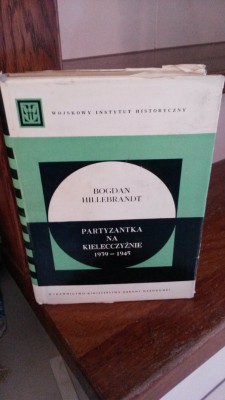 WOJSKOWY INSTYTUT HISTORYCZNY
BOGDAN
HILLEBRANDT
PARTYZANTKA
NA
KIELECCZYŹNIE
1939-1945
WYDAWNICTWO MINISTERSTWA OBRONY NARODOWEJ